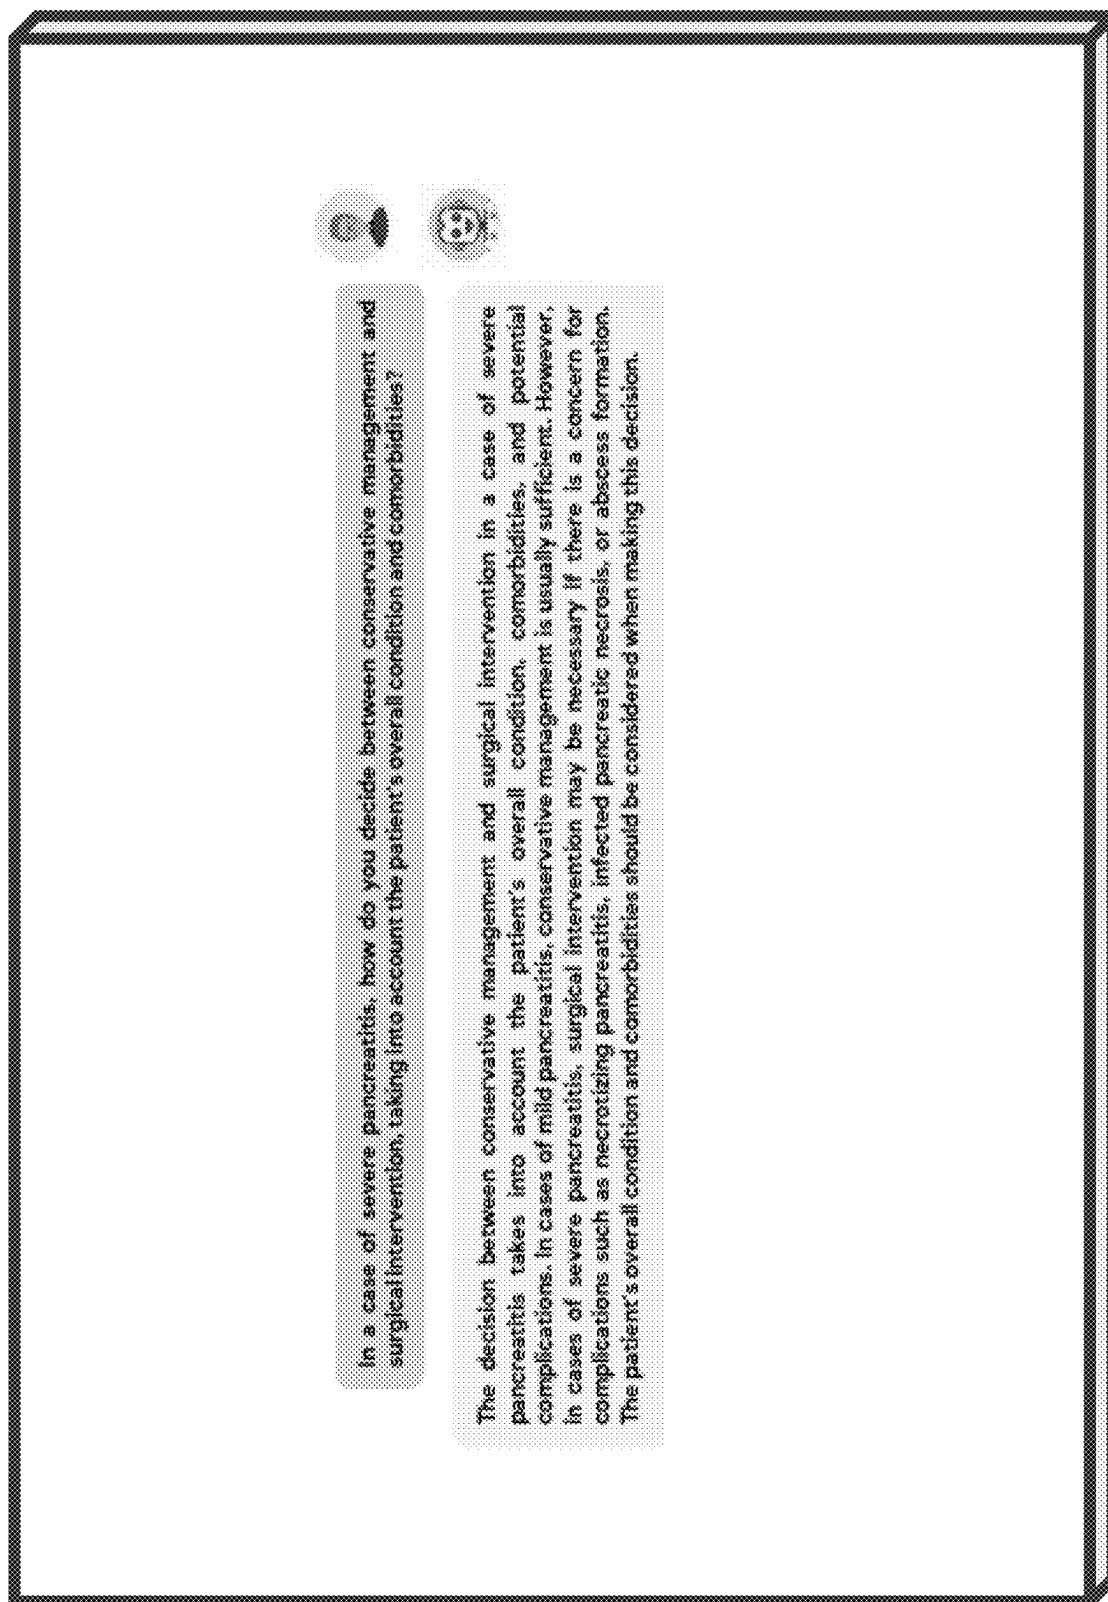 In a case of severe pancreatitis, how do you decide between conservative management and
surgical intervention, taking into account the patient's overall condition and comorbidities?
The decision between conservative management and surgical intervention in a case of severe
pancreatitis takes into account the patient's overall condition, comorbidities, and potential
complications. In cases of mild pancreatitis, conservative management is usually sufficient. However,
in cases of severe pancreatitis, surgical intervention may be necessary if there is a concern for
complications such as necrotizing pancreatitis, infected pancreatic necrosis, or abscess formation.
The patient's overall condition and comorbidities should be considered when making this decision.